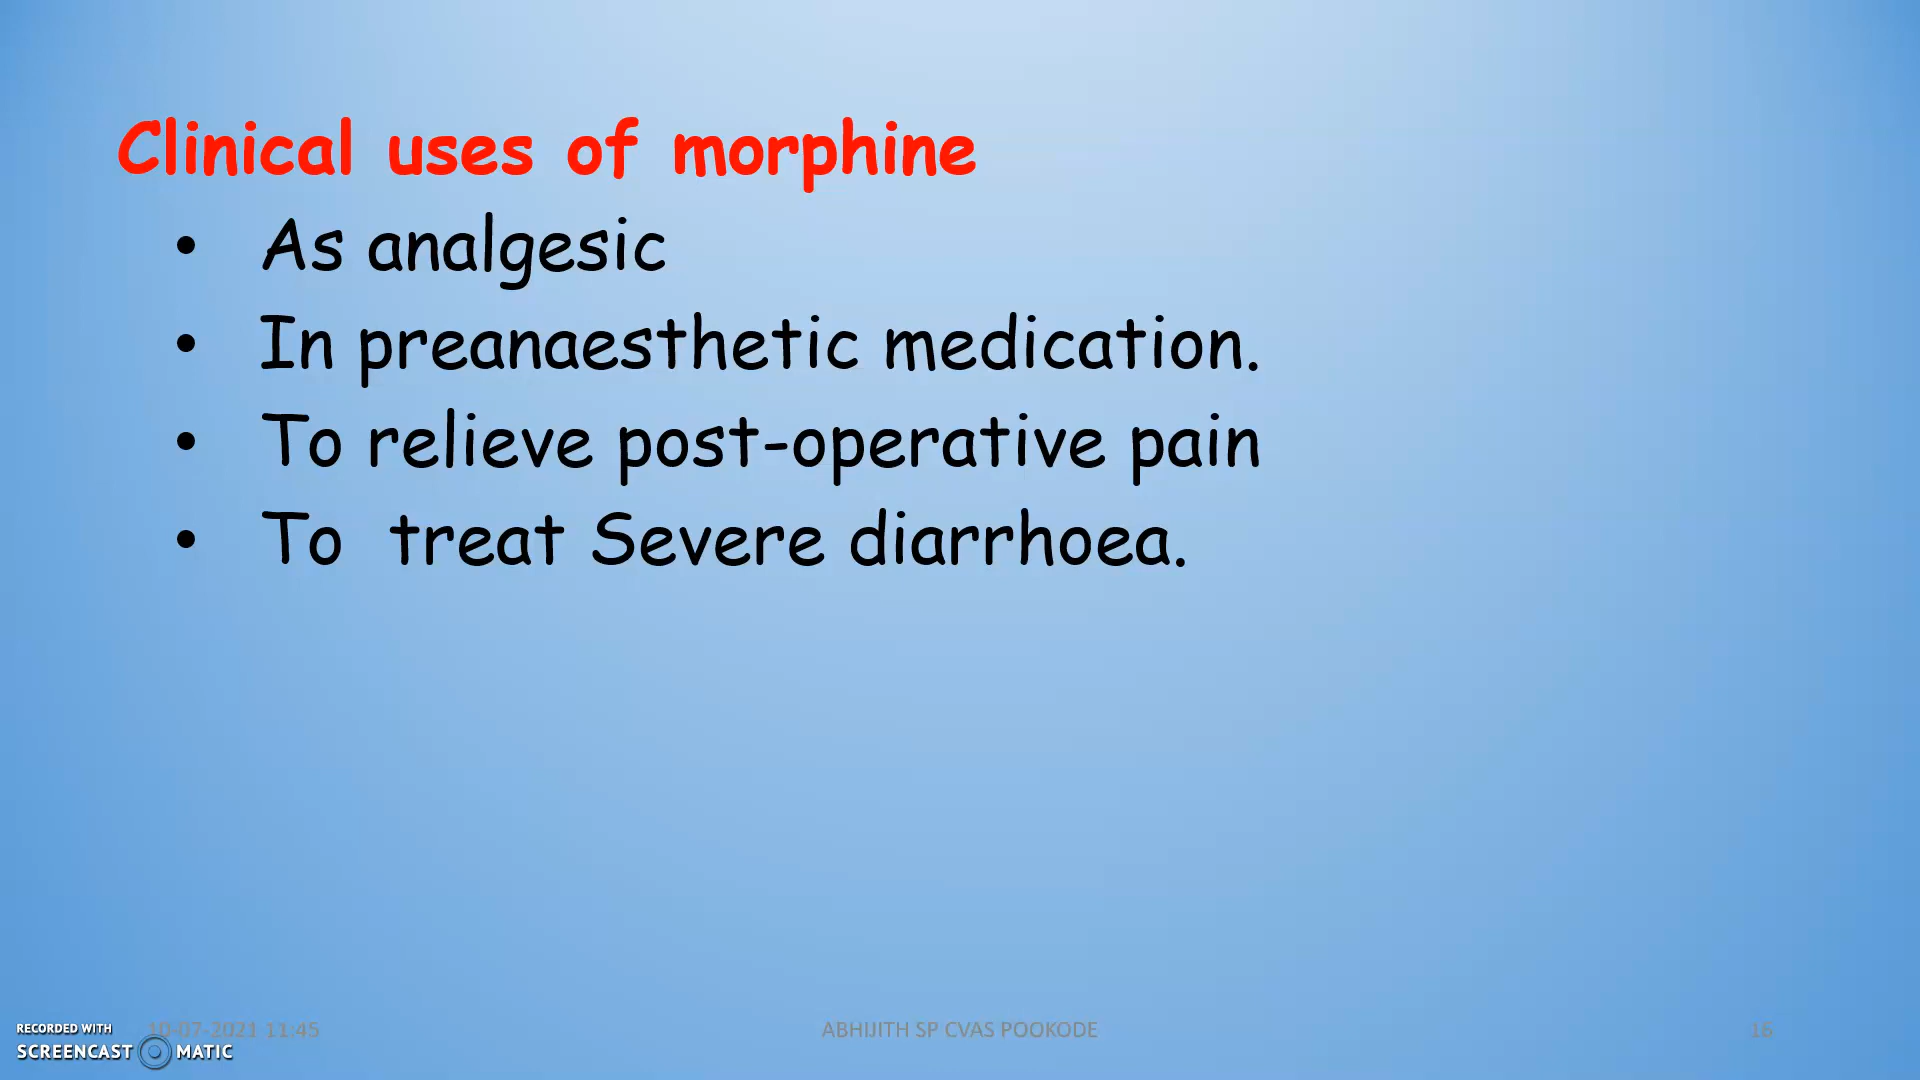 Clinical uses of morphine
• As analgesic
• In preanaesthetic medication.
• To relieve post-operative pain
• To treat Severe diarrhoea.
RECORDED WITH
SCREENCAST MATIC
10-07-2021 11:45
ABHIJITH SP CVAS POOKODE
16